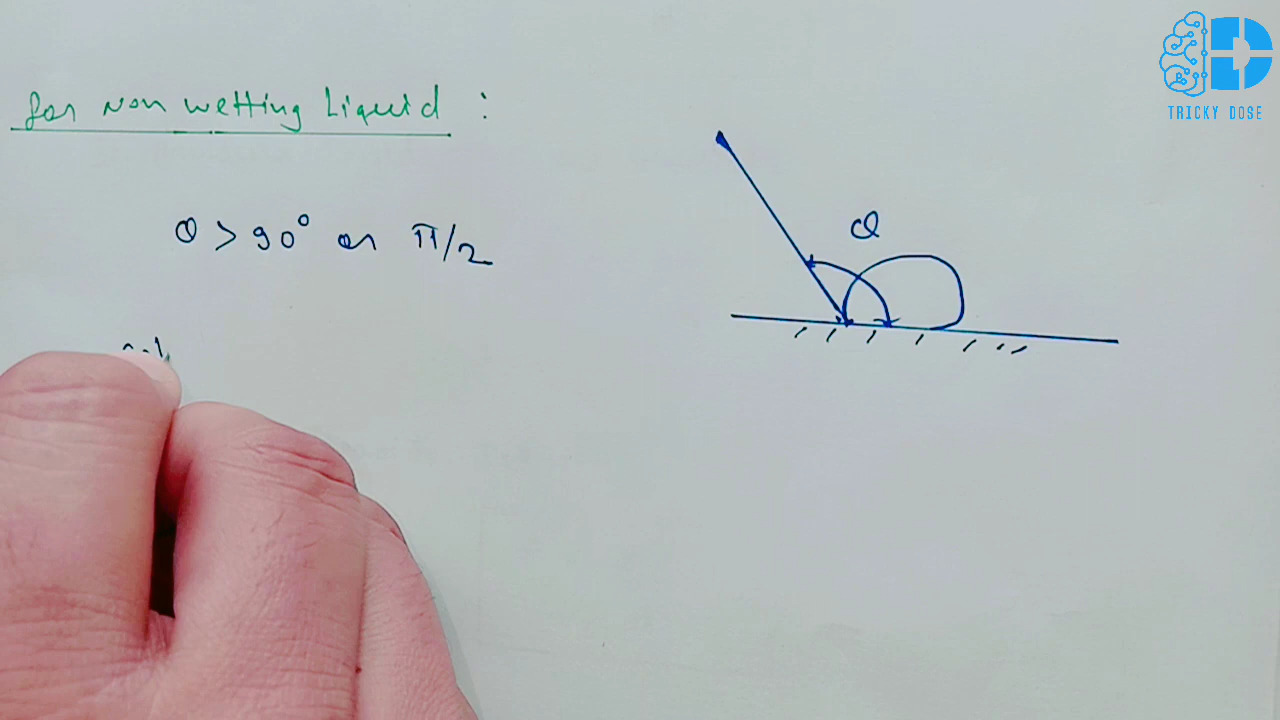 for Non wetting Liquid :
θ > 90° or π/2
θ
TRICKY DOSE